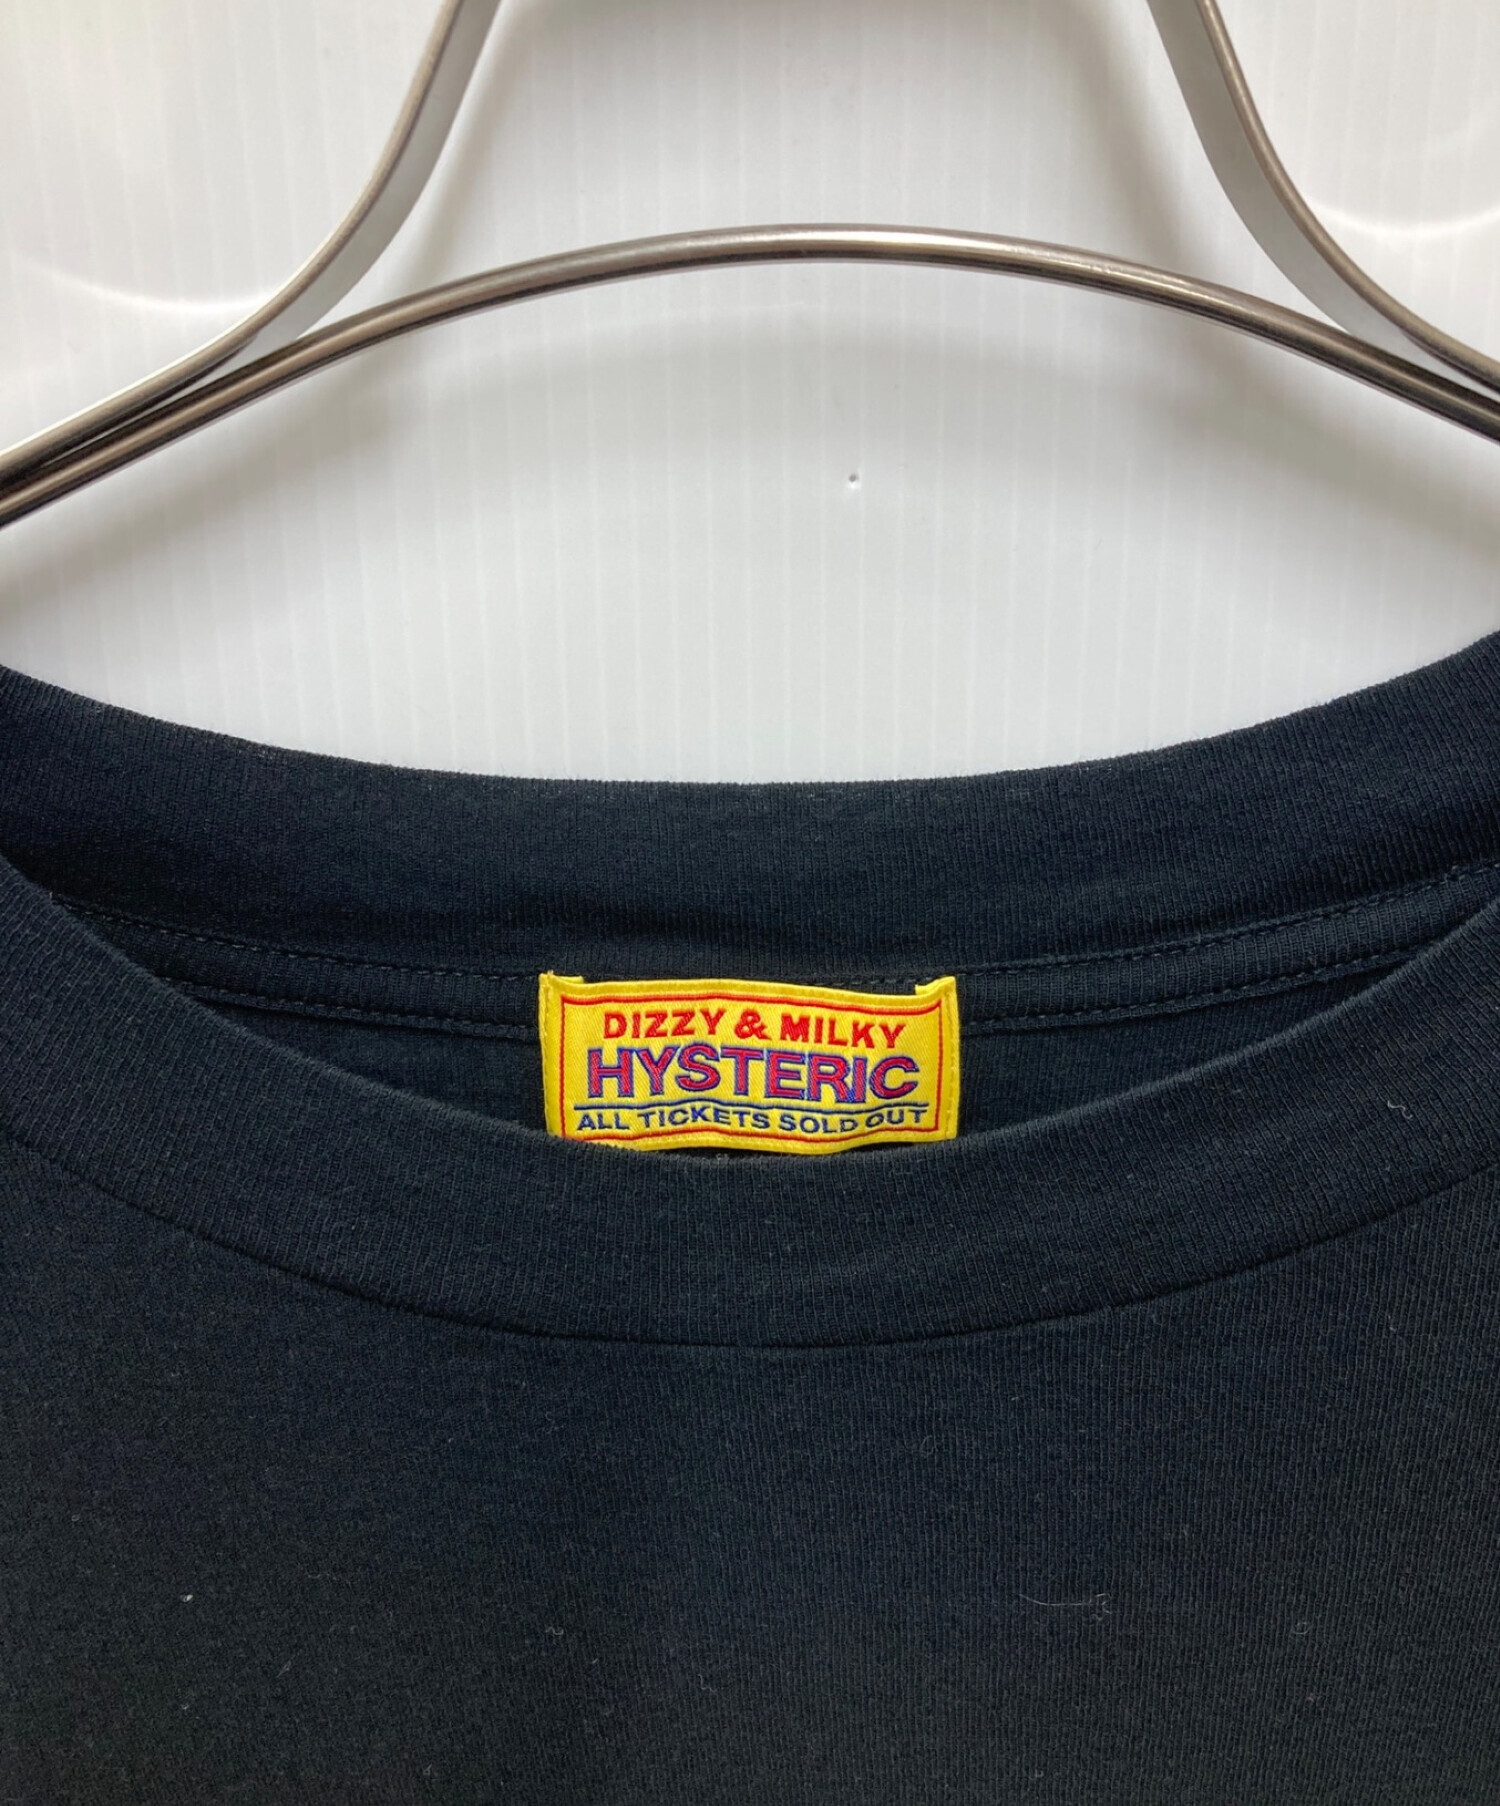 DIZZY & MILKY
HYSTERIC
ALL TICKETS SOLD OUT